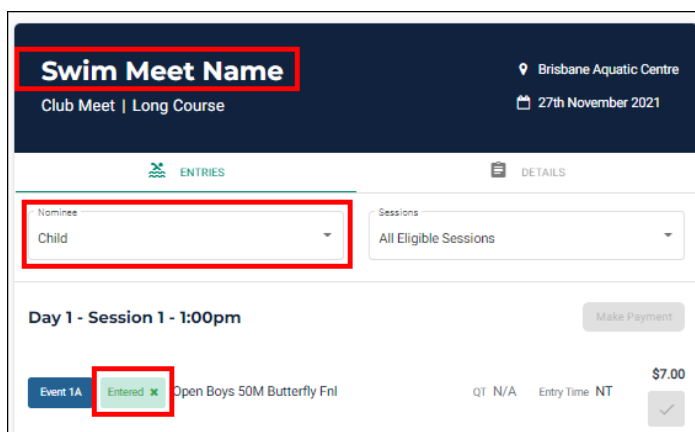 Swim Meet Name
Brisbane Aquatic Centre
Club Meet | Long Course
27th November 2021
ENTRIES
DETAILS
Nominee
Child
Sessions
All Eligible Sessions
Day 1 - Session 1 - 1:00pm
Make Payment
Event 1A
Entered ×
Open Boys 50M Butterfly Fnl
QT N/A
Entry Time NT
$7.00